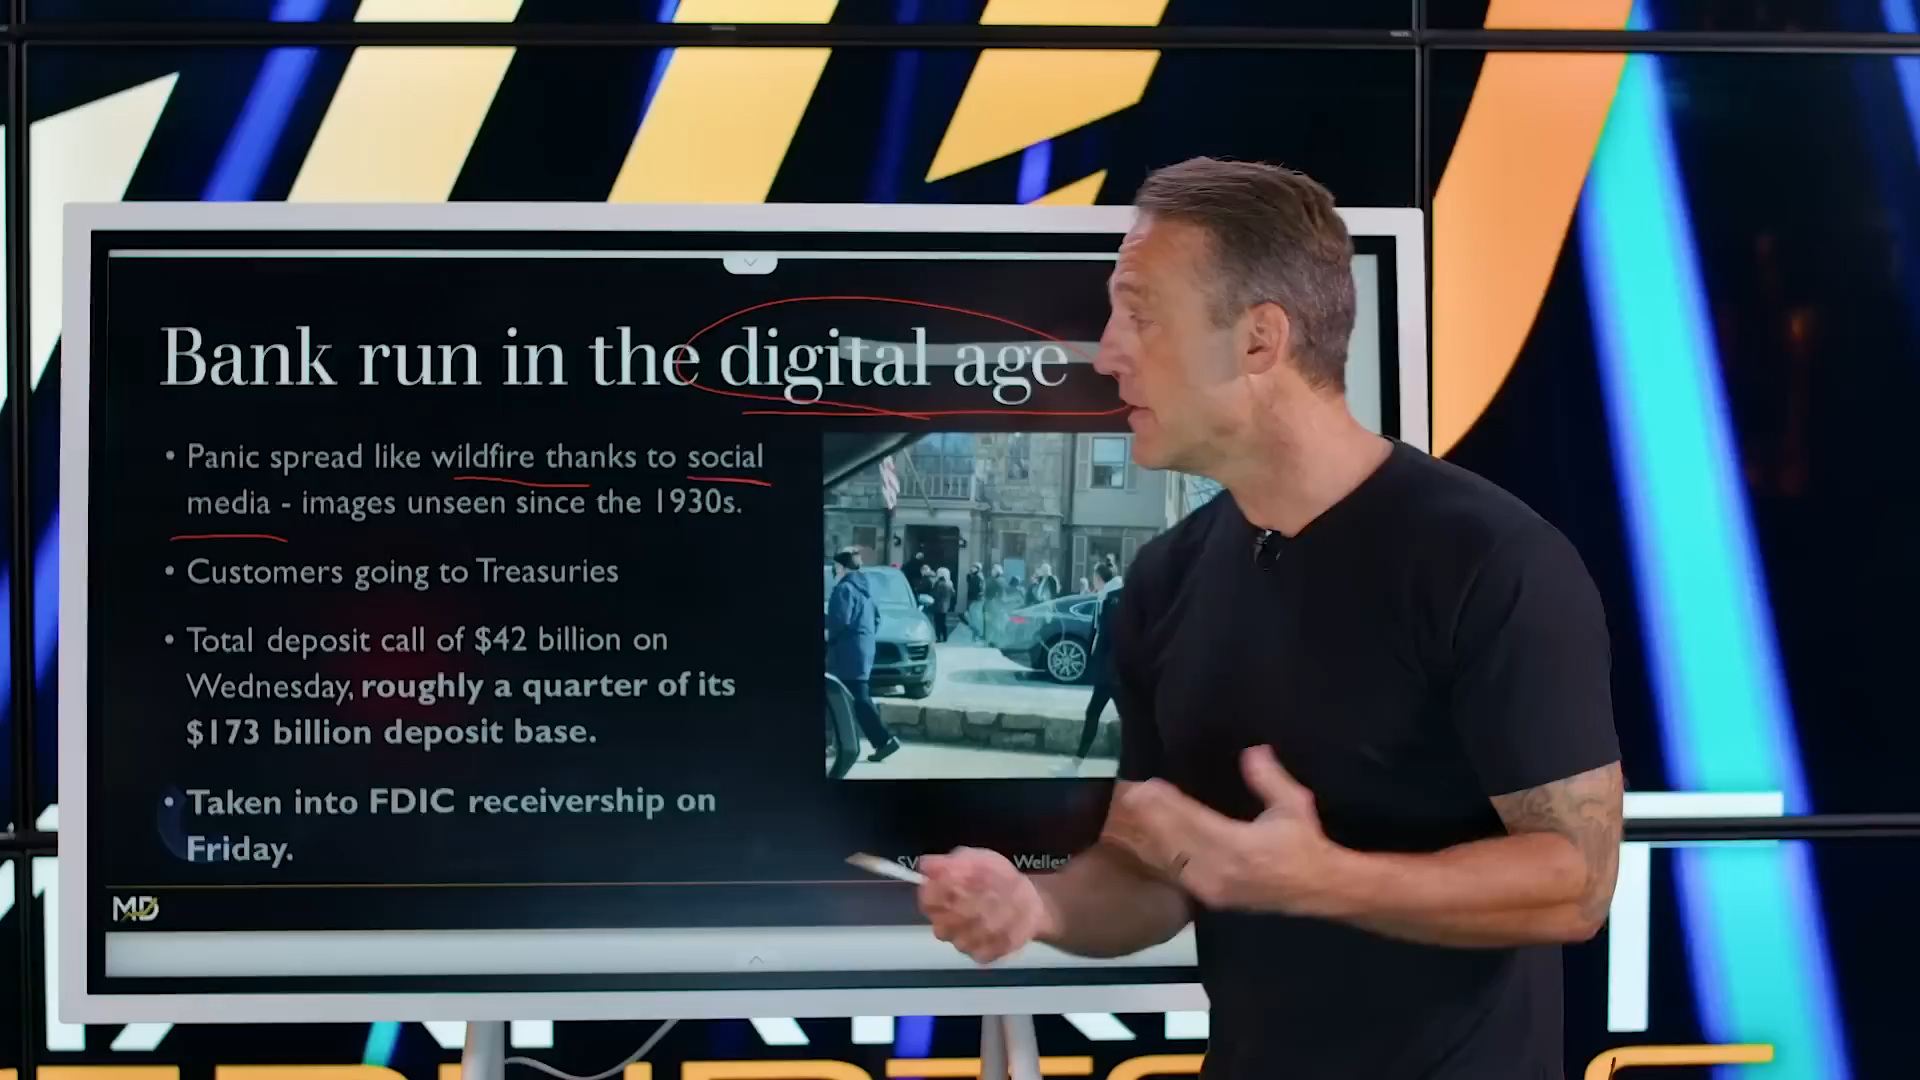 Bank run in the digital age
• Panic spread like wildfire thanks to social
media - images unseen since the 1930s.
• Customers going to Treasuries
• Total deposit call of $42 billion on
Wednesday, roughly a quarter of its
$173 billion deposit base.
• Taken into FDIC receivership on
Friday.
MD